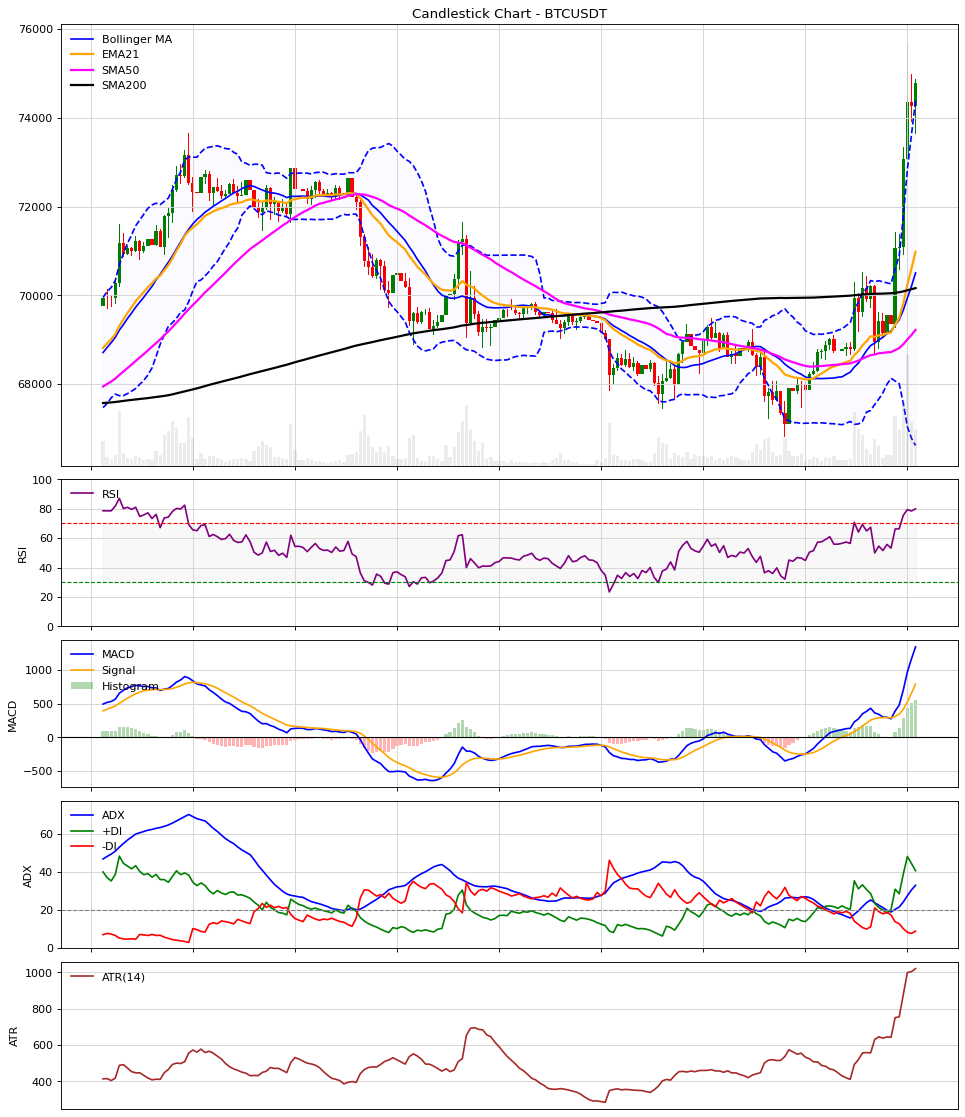 Candlestick Chart - BTCUSDT
76000
74000
72000
70000
68000
Bollinger MA
EMA21
SMA50
SMA200
100
80
60
40
20
0
RSI
RSI
1000
500
0
−500
MACD
MACD
Signal
Histogram
60
40
20
0
ADX
ADX
+DI
-DI
1000
800
600
400
ATR
ATR(14)